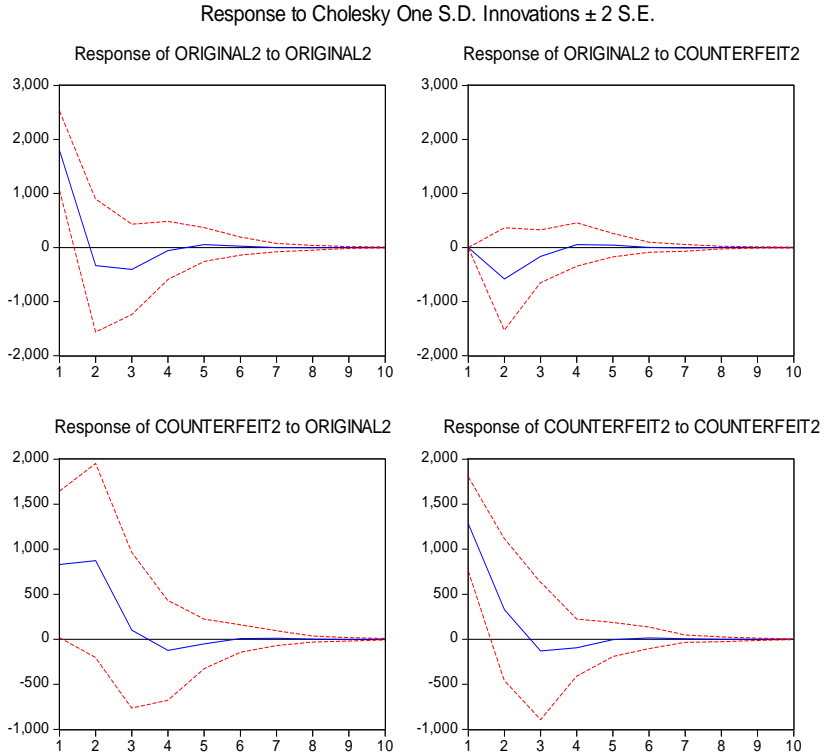 Response to Cholesky One S.D. Innovations ± 2 S.E.
Response of ORIGINAL2 to ORIGINAL2
3,000
2,000
1,000
0
-1,000
-2,000
1 2 3 4 5 6 7 8 9 10
Response of ORIGINAL2 to COUNTERFEIT2
3,000
2,000
1,000
0
-1,000
-2,000
1 2 3 4 5 6 7 8 9 10
Response of COUNTERFEIT2 to ORIGINAL2
2,000
1,500
1,000
500
0
-500
-1,000
1 2 3 4 5 6 7 8 9 10
Response of COUNTERFEIT2 to COUNTERFEIT2
2,000
1,500
1,000
500
0
-500
-1,000
1 2 3 4 5 6 7 8 9 10